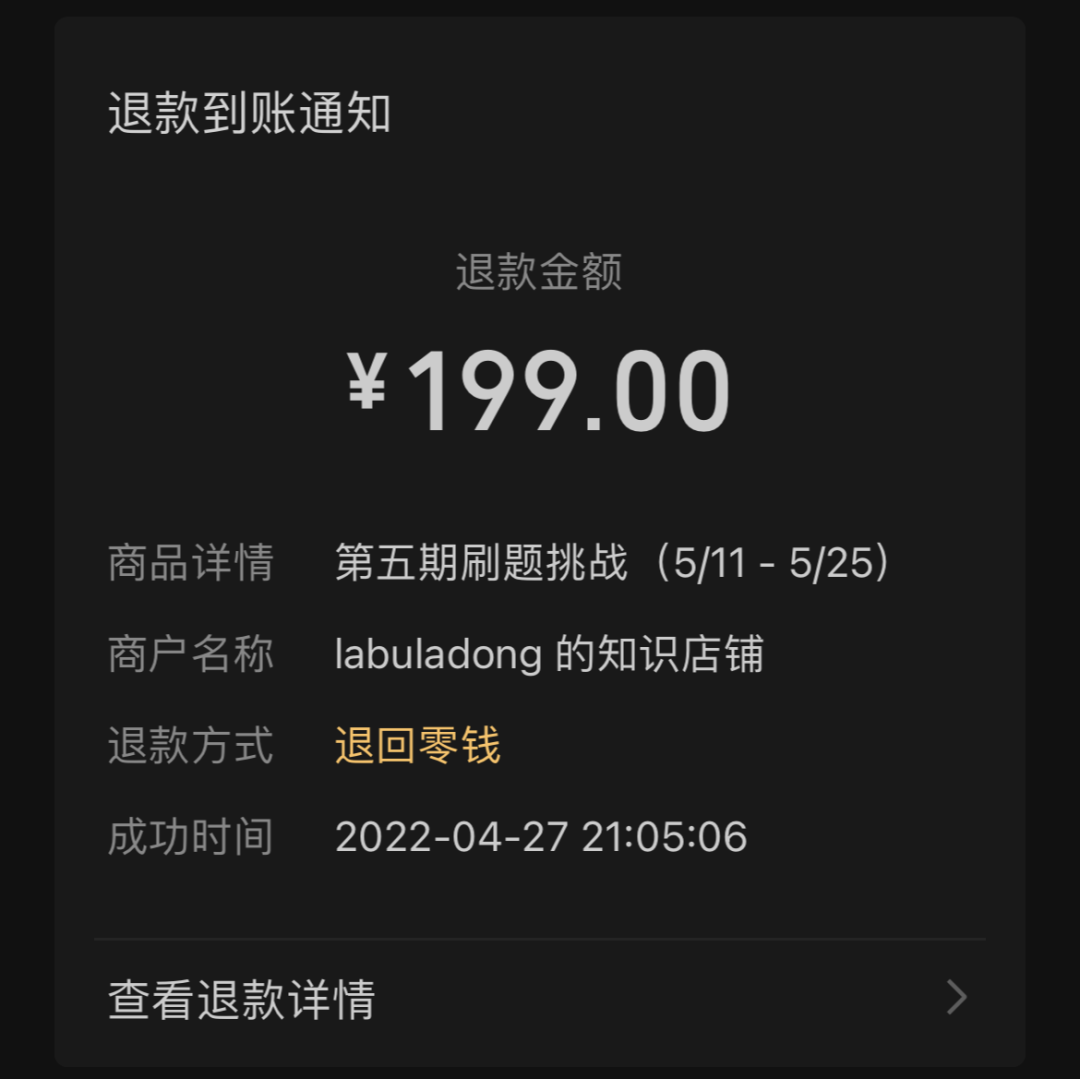 退款到账通知
退款金额
¥199.00
商品详情 第五期刷题挑战（5/11 - 5/25）
商户名称 labuladong 的知识店铺
退款方式 退回零钱
成功时间 2022-04-27 21:05:06
查看退款详情